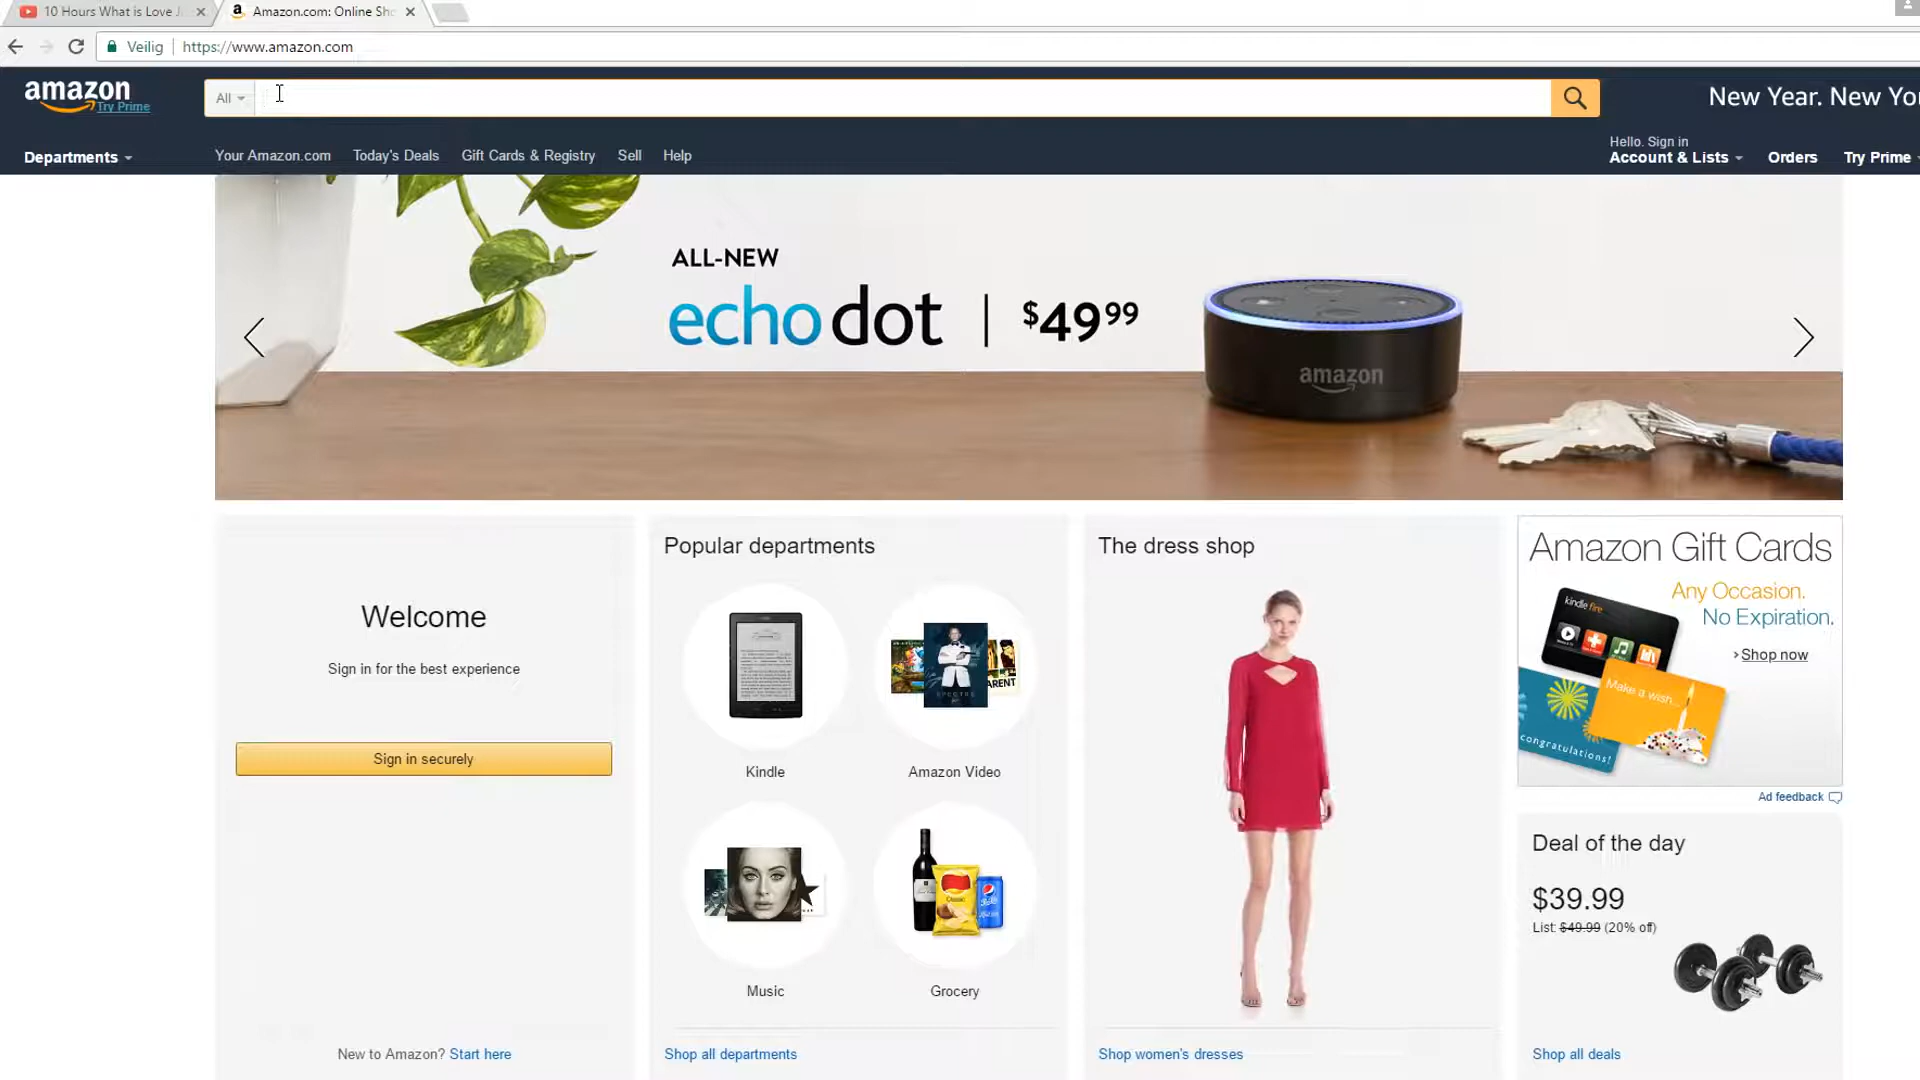 10 Hours What is Love J
Amazon.com: Online Sho
Veilig
https://www.amazon.com
amazon
Try Prime
All
New Year. New Yo
Departments
Your Amazon.com
Today's Deals
Gift Cards & Registry
Sell
Help
Hello. Sign in
Account & Lists
Orders
Try Prime
ALL-NEW
echo dot | $49.99
amazon
Welcome
Sign in for the best experience
Sign in securely
New to Amazon? Start here
Popular departments
SPECTRE
ARENT
Kindle
Amazon Video
Classic
Music
Grocery
Shop all departments
The dress shop
Shop women's dresses
Amazon Gift Cards
Any Occasion.
No Expiration.
› Shop now
kindle fire
Make a wish...
congratulations!
Ad feedback
Deal of the day
$39.99
List: $49.99 (20% off)
Shop all deals